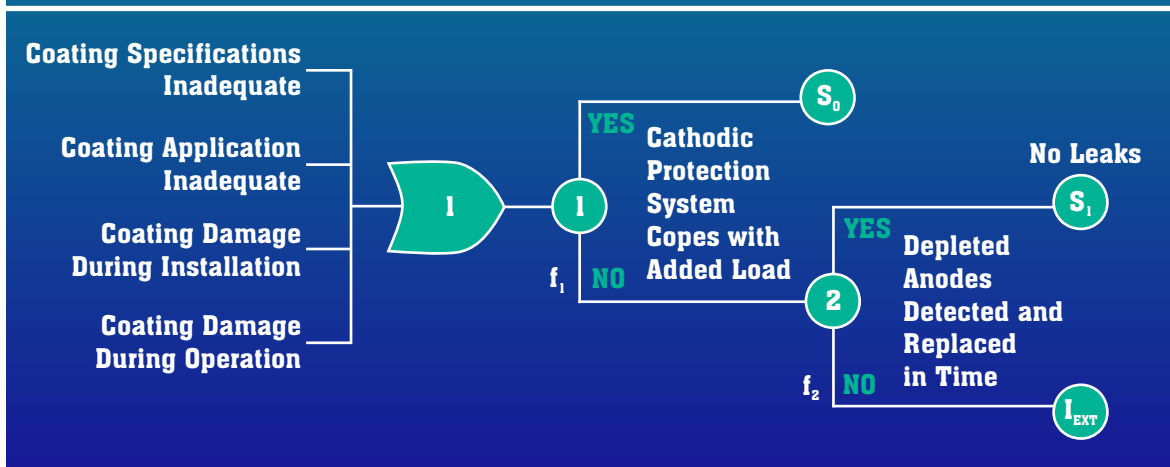 Coating Specifications
Inadequate
Coating Application
Inadequate
Coating Damage
During Installation
Coating Damage
During Operation
1
1
YES
S0
Cathodic
Protection
System
Copes with
Added Load
f1 NO
2
No Leaks
S1
YES
Depleted
Anodes
Detected and
Replaced
in Time
f2 NO
IEXT